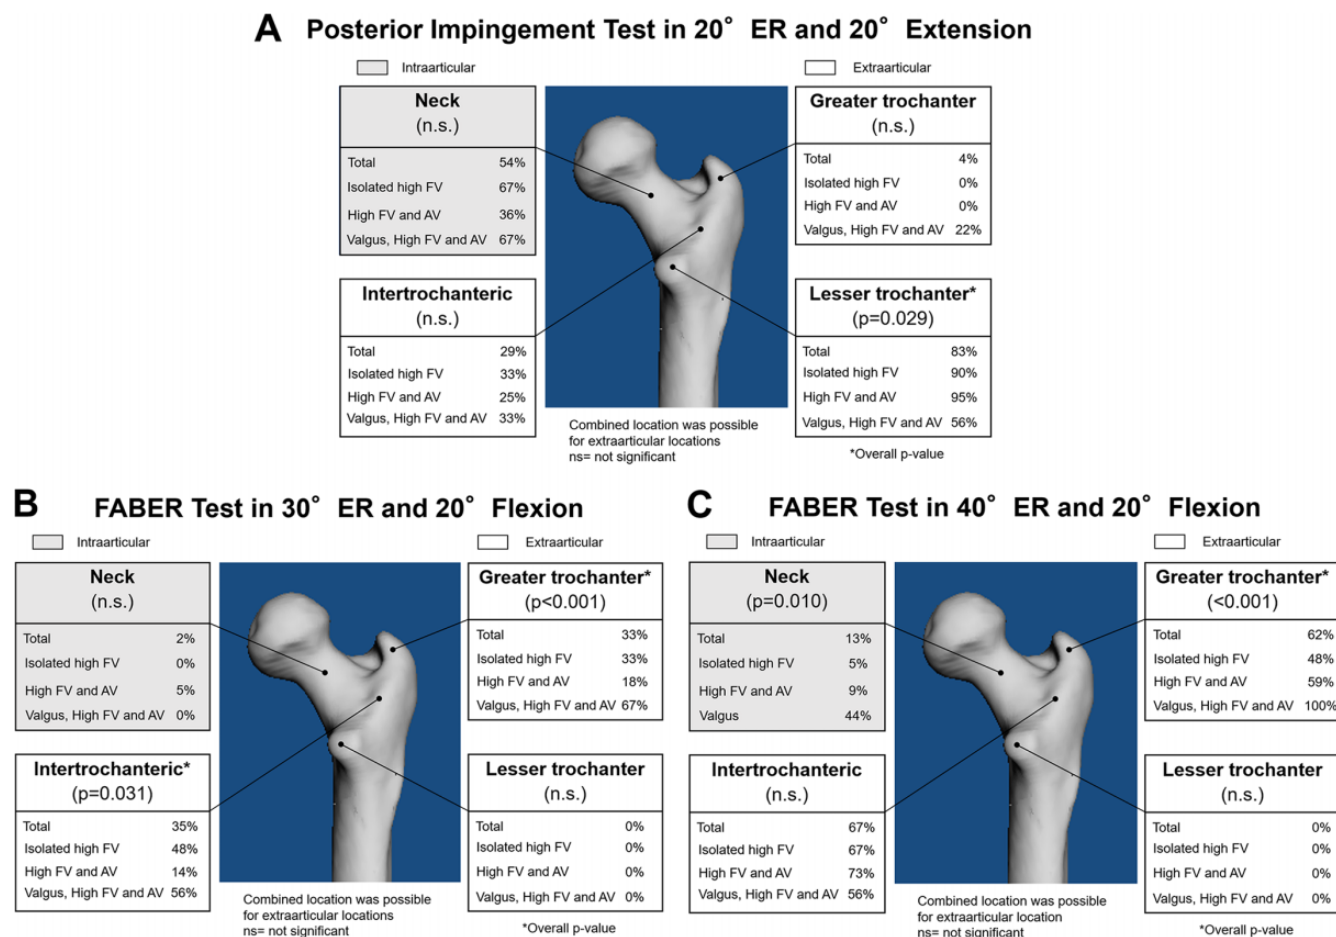 A Posterior Impingement Test in 20° ER and 20° Extension
Intraarticular
Extraarticular
Neck
(n.s.)
Total 54%
Isolated high FV 67%
High FV and AV 36%
Valgus, High FV and AV 67%
Greater trochanter
(n.s.)
Total 4%
Isolated high FV 0%
High FV and AV 0%
Valgus, High FV and AV 22%
Intertrochanteric
(n.s.)
Total 29%
Isolated high FV 33%
High FV and AV 25%
Valgus, High FV and AV 33%
Lesser trochanter*
(p=0.029)
Total 83%
Isolated high FV 90%
High FV and AV 95%
Valgus, High FV and AV 56%
Combined location was possible
for extraarticular locations
ns= not significant
*Overall p-value
B FABER Test in 30° ER and 20° Flexion
Intraarticular
Extraarticular
Neck
(n.s.)
Total 2%
Isolated high FV 0%
High FV and AV 5%
Valgus, High FV and AV 0%
Greater trochanter*
(p<0.001)
Total 33%
Isolated high FV 33%
High FV and AV 18%
Valgus, High FV and AV 67%
Intertrochanteric*
(p=0.031)
Total 35%
Isolated high FV 48%
High FV and AV 14%
Valgus, High FV and AV 56%
Lesser trochanter
(n.s.)
Total 0%
Isolated high FV 0%
High FV and AV 0%
Valgus, High FV and AV 0%
Combined location was possible
for extraarticular locations
ns= not significant
*Overall p-value
C FABER Test in 40° ER and 20° Flexion
Intraarticular
Extraarticular
Neck
(p=0.010)
Total 13%
Isolated high FV 5%
High FV and AV 9%
Valgus 44%
Greater trochanter*
(<0.001)
Total 62%
Isolated high FV 48%
High FV and AV 59%
Valgus, High FV and AV 100%
Intertrochanteric
(n.s.)
Total 67%
Isolated high FV 67%
High FV and AV 73%
Valgus, High FV and AV 56%
Lesser trochanter
(n.s.)
Total 0%
Isolated high FV 0%
High FV and AV 0%
Valgus, High FV and AV 0%
Combined location was possible
for extraarticular location
ns= not significant
*Overall p-value